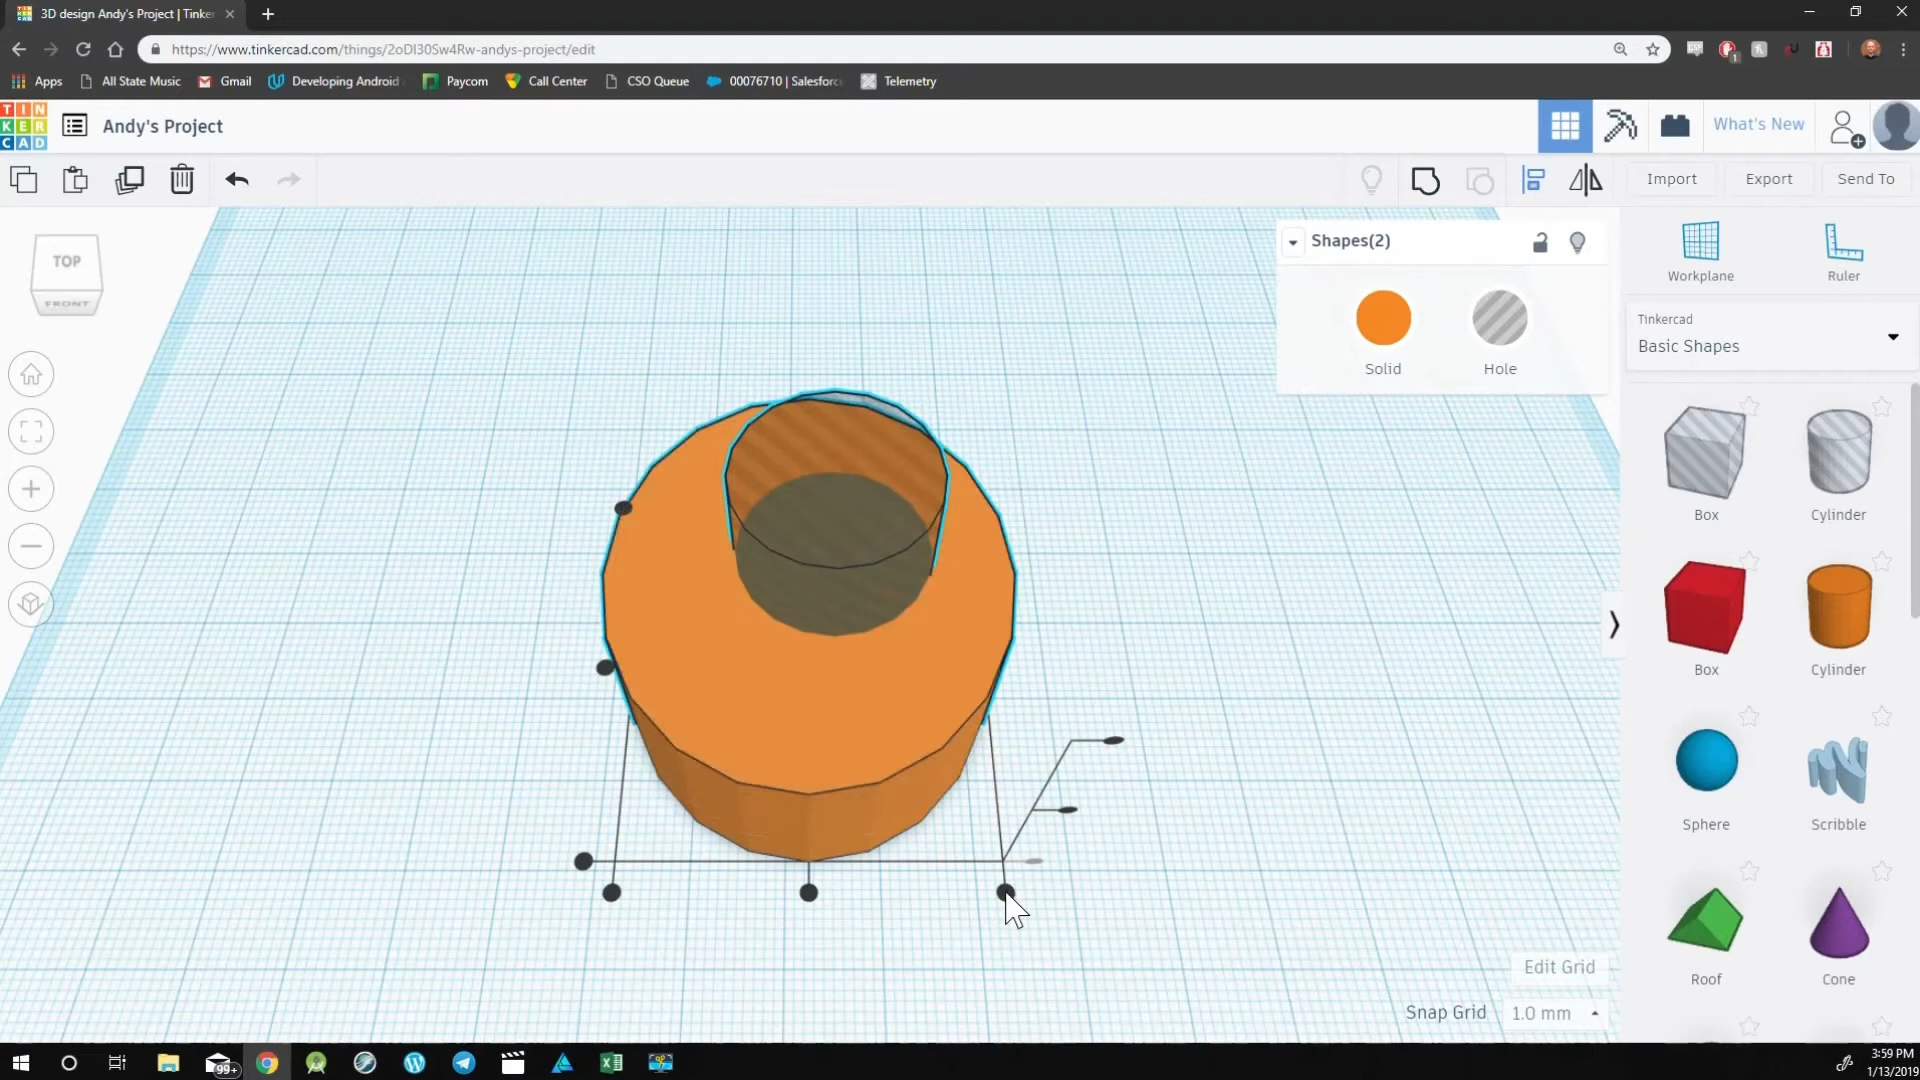 3D design Andy's Project | Tinker
https://www.tinkercad.com/things/2oDl30Sw4Rw-andys-project/edit
Apps All State Music Gmail Developing Android Paycom Call Center CSO Queue 00076710 | Salesforc Telemetry
TIN
KER
CAD
Andy's Project
What's New
Import Export Send To
TOP
FRONT
Shapes(2)
Solid Hole
Workplane Ruler
Tinkercad
Basic Shapes
Box Cylinder
Box Cylinder
Sphere Scribble
Roof Cone
Edit Grid
Snap Grid 1.0 mm
99+
3:59 PM
1/13/2019